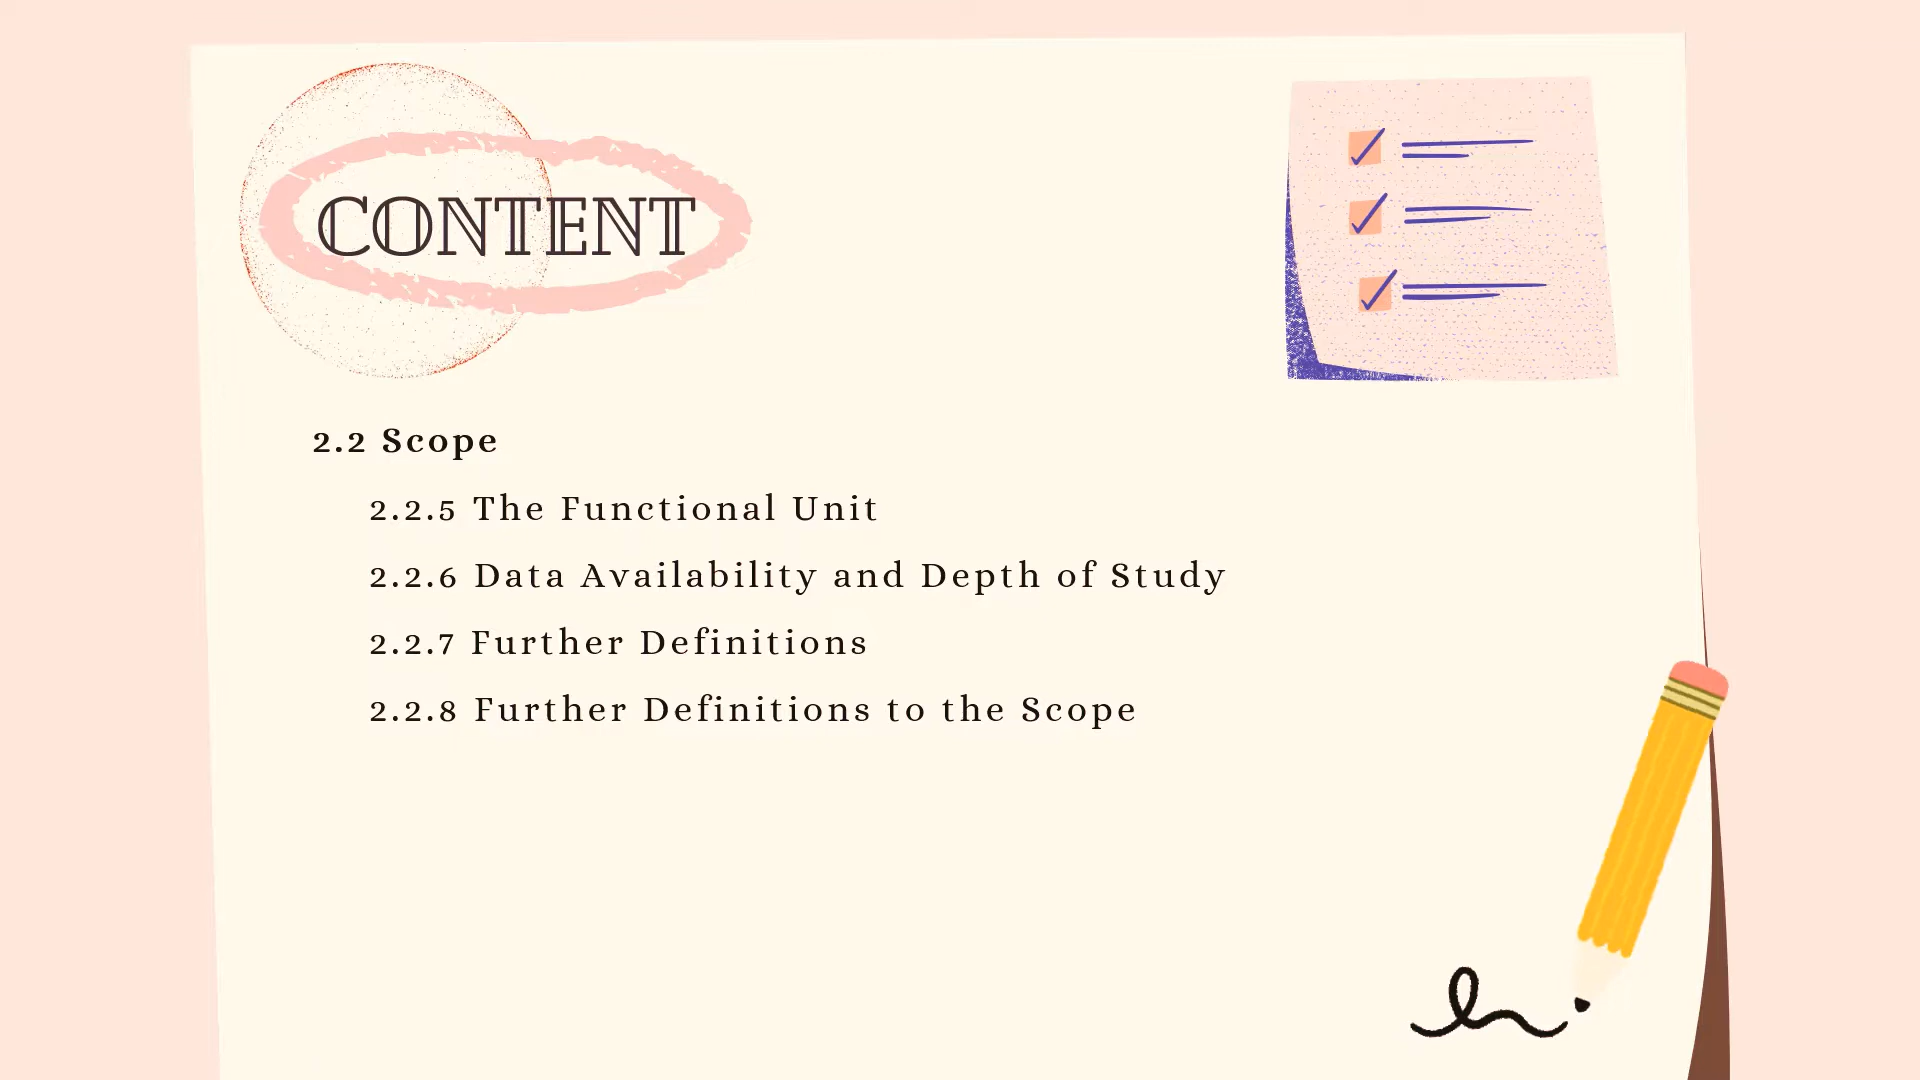 CONTENT
2.2 Scope
2.2.5 The Functional Unit
2.2.6 Data Availability and Depth of Study
2.2.7 Further Definitions
2.2.8 Further Definitions to the Scope